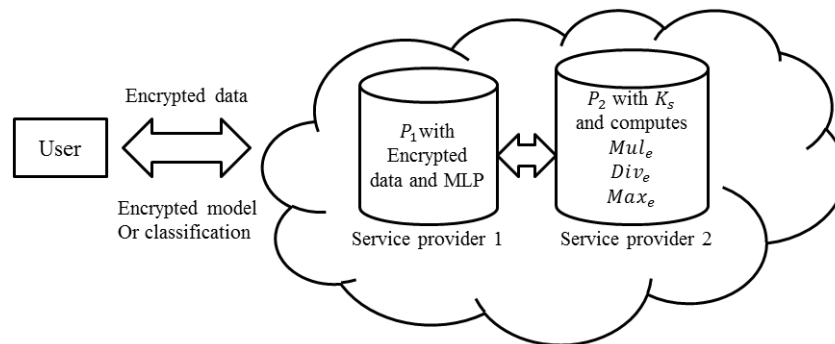 Encrypted data
User
Encrypted model
Or classification
P₁ with
Encrypted
data and MLP
Service provider 1
P₂ with Kₛ
and computes
Mulₑ
Divₑ
Maxₑ
Service provider 2